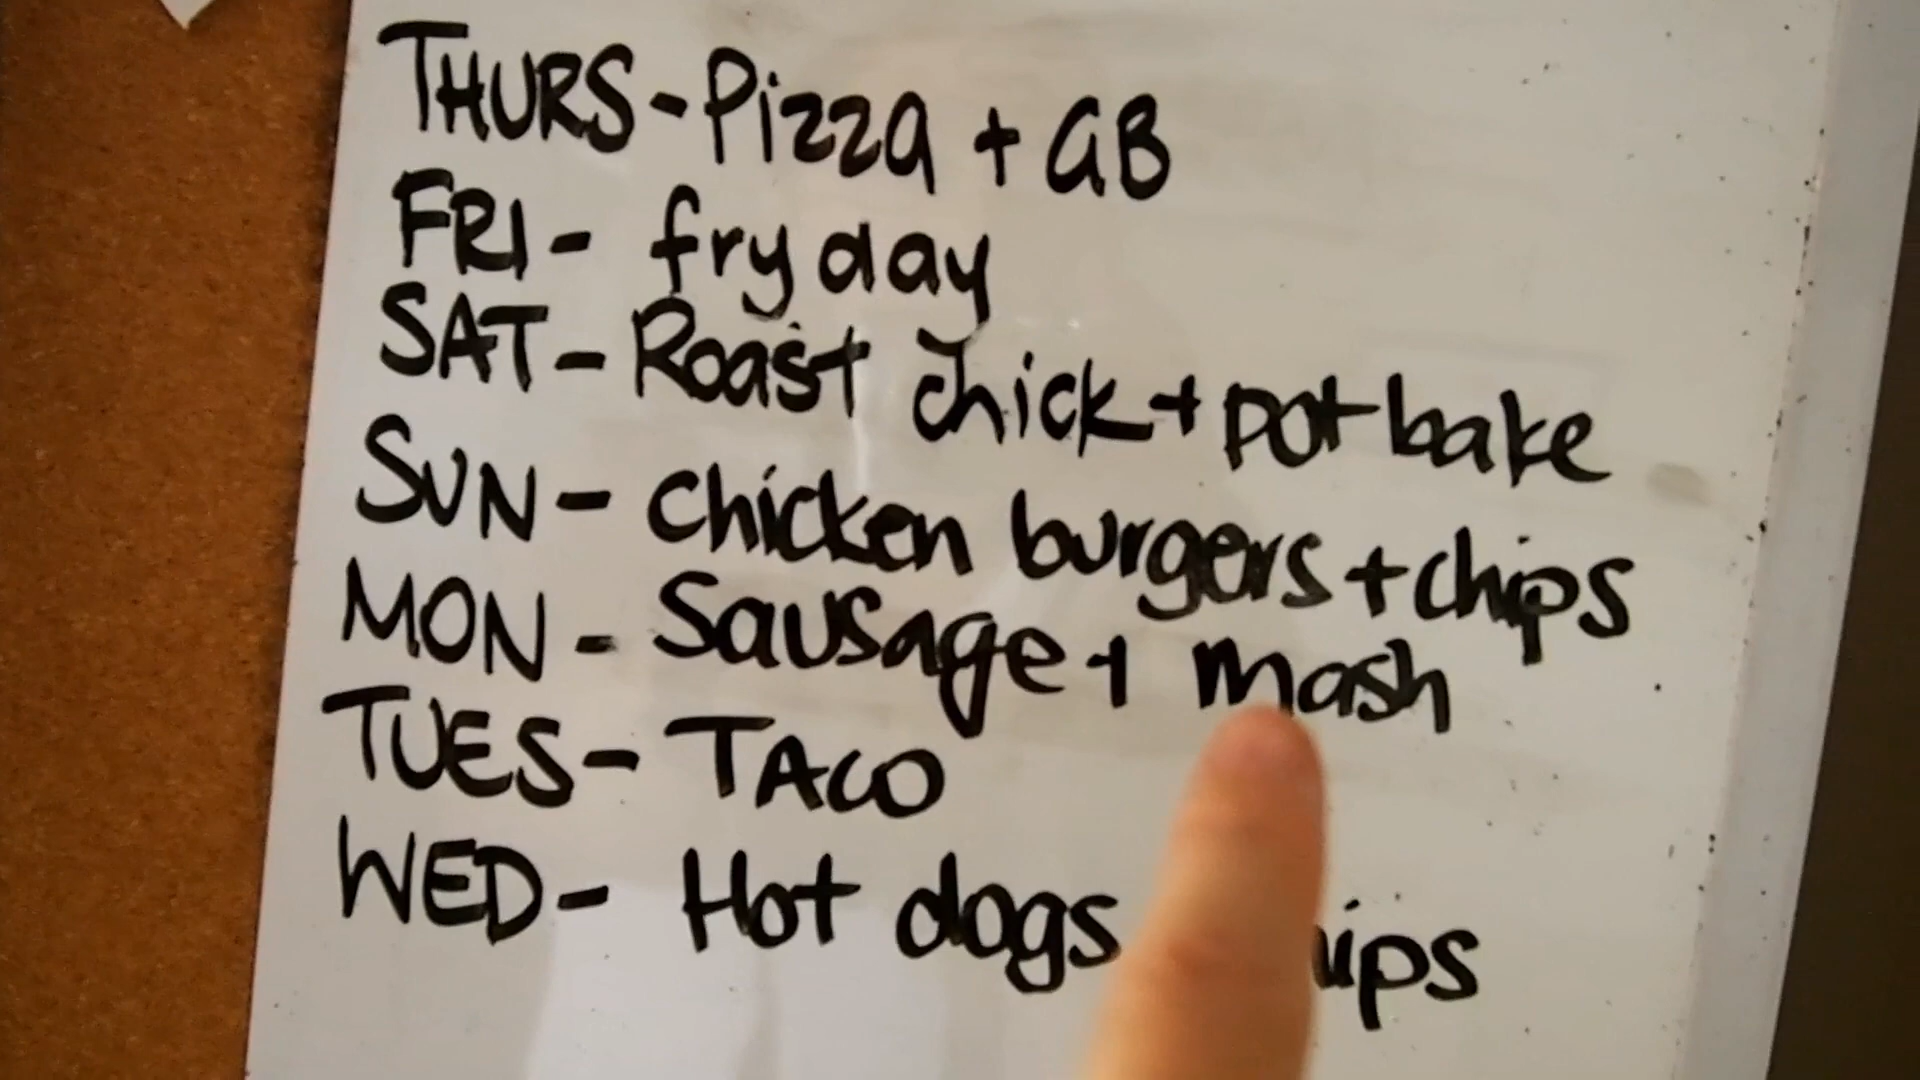 THURS - Pizza + GB
FRI - fry day
SAT - Roast chick + pot bake
SUN - chicken burgers + chips
MON - Sausage + mash
TUES - TACO
WED - Hot dogs